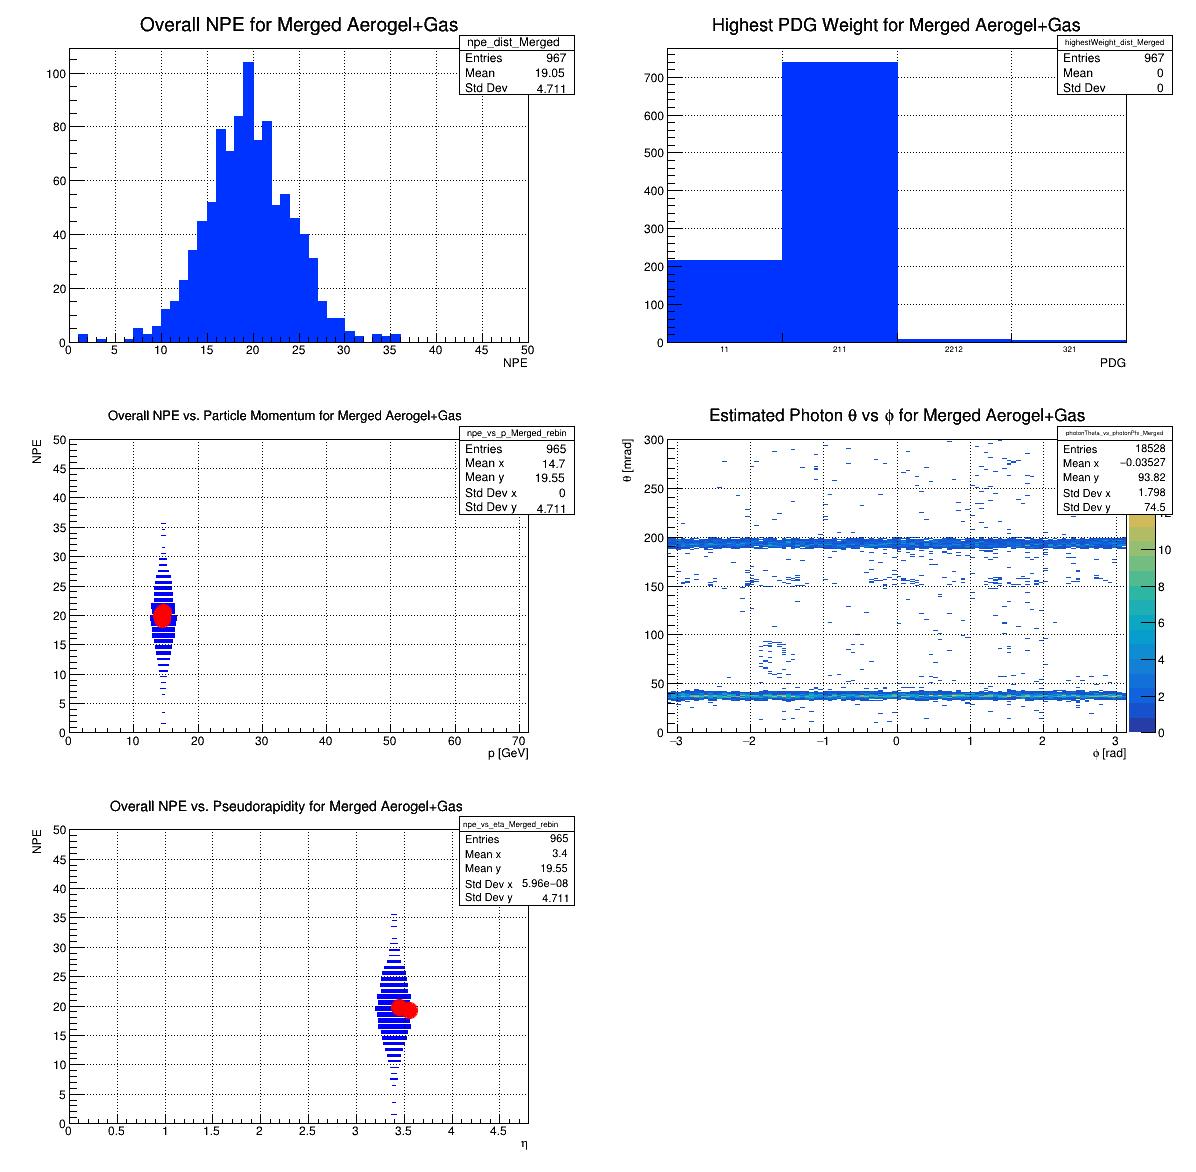 Overall NPE for Merged Aerogel+Gas
npe_dist_Merged
Entries 967
Mean 19.05
Std Dev 4.711
100
80
60
40
20
0
0 5 10 15 20 25 30 35 40 45 50
NPE
Highest PDG Weight for Merged Aerogel+Gas
highestWeight_dist_Merged
Entries 967
Mean 0
Std Dev 0
700
600
500
400
300
200
100
0
11 211 2212 321
PDG
Overall NPE vs. Particle Momentum for Merged Aerogel+Gas
npe_vs_p_Merged_rebin
Entries 965
Mean x 14.7
Mean y 19.55
Std Dev x 0
Std Dev y 4.711
NPE
50
45
40
35
30
25
20
15
10
5
0
0 10 20 30 40 50 60 70
p [GeV]
Estimated Photon θ vs ϕ for Merged Aerogel+Gas
photonTheta_vs_photonPhi_Merged
Entries 18528
Mean x −0.03527
Mean y 93.82
Std Dev x 1.798
Std Dev y 74.5
θ [mrad]
300
250
200
150
100
50
0
−3 −2 −1 0 1 2 3
ϕ [rad]
12
10
8
6
4
2
0
Overall NPE vs. Pseudorapidity for Merged Aerogel+Gas
npe_vs_eta_Merged_rebin
Entries 965
Mean x 3.4
Mean y 19.55
Std Dev x 5.96e−08
Std Dev y 4.711
NPE
50
45
40
35
30
25
20
15
10
5
0
0 0.5 1 1.5 2 2.5 3 3.5 4 4.5
η